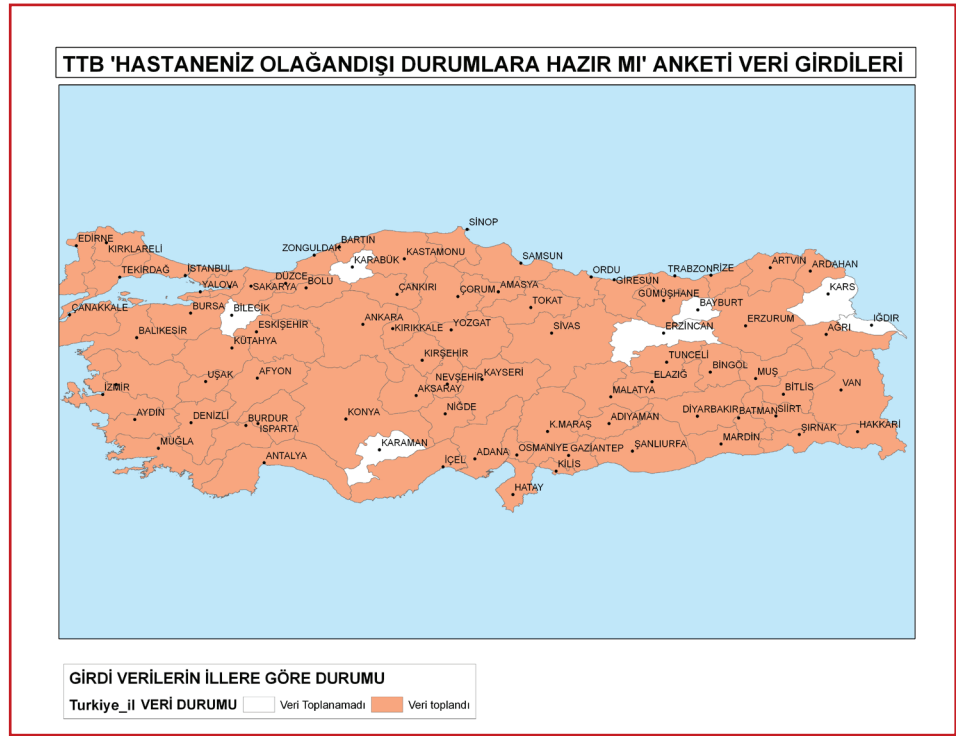 TTB 'HASTANENİZ OLAĞANDIŞI DURUMLARA HAZIR MI' ANKETİ VERİ GİRDİLERİ
SİNOP
EDİRNE
KIRKLARELİ
BARTIN
ZONGULDAK
KASTAMONU
KARABÜK
SAMSUN
ARTVİN
ARDAHAN
TEKİRDAĞ
İSTANBUL
DÜZCE
BOLU
ORDU
TRABZON
RİZE
GİRESUN
YALOVA
SAKARYA
ÇANKIRI
ÇORUM
AMASYA
TOKAT
GÜMÜŞHANE
BAYBURT
KARS
ÇANAKKALE
BURSA
BİLECİK
ESKİŞEHİR
ANKARA
KIRIKKALE
YOZGAT
SİVAS
ERZİNCAN
ERZURUM
IĞDIR
AĞRI
BALIKESİR
KÜTAHYA
KIRŞEHİR
TUNCELİ
BİNGÖL
MUŞ
UŞAK
AFYON
NEVŞEHİR
KAYSERİ
AKSARAY
MALATYA
ELAZIĞ
BİTLİS
VAN
İZMİR
AYDIN
DENİZLİ
BURDUR
ISPARTA
KONYA
NİĞDE
K.MARAŞ
ADIYAMAN
DİYARBAKIR
BATMAN
SİİRT
ŞIRNAK
HAKKARİ
MUĞLA
ANTALYA
KARAMAN
İÇEL
ADANA
OSMANİYE
GAZİANTEP
ŞANLIURFA
MARDİN
KİLİS
HATAY
GİRDİ VERİLERİN İLLERE GÖRE DURUMU
Turkiye_il VERİ DURUMU Veri Toplanamadı Veri toplandı